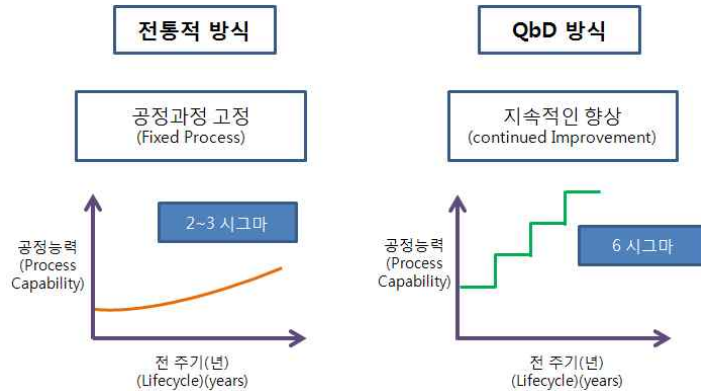 전통적 방식
QbD 방식
공정과정 고정
(Fixed Process)
지속적인 향상
(continued Improvement)
2~3 시그마
공정능력
(Process
Capability)
전 주기(년)
(Lifecycle)(years)
6 시그마
공정능력
(Process
Capability)
전 주기(년)
(Lifecycle)(years)